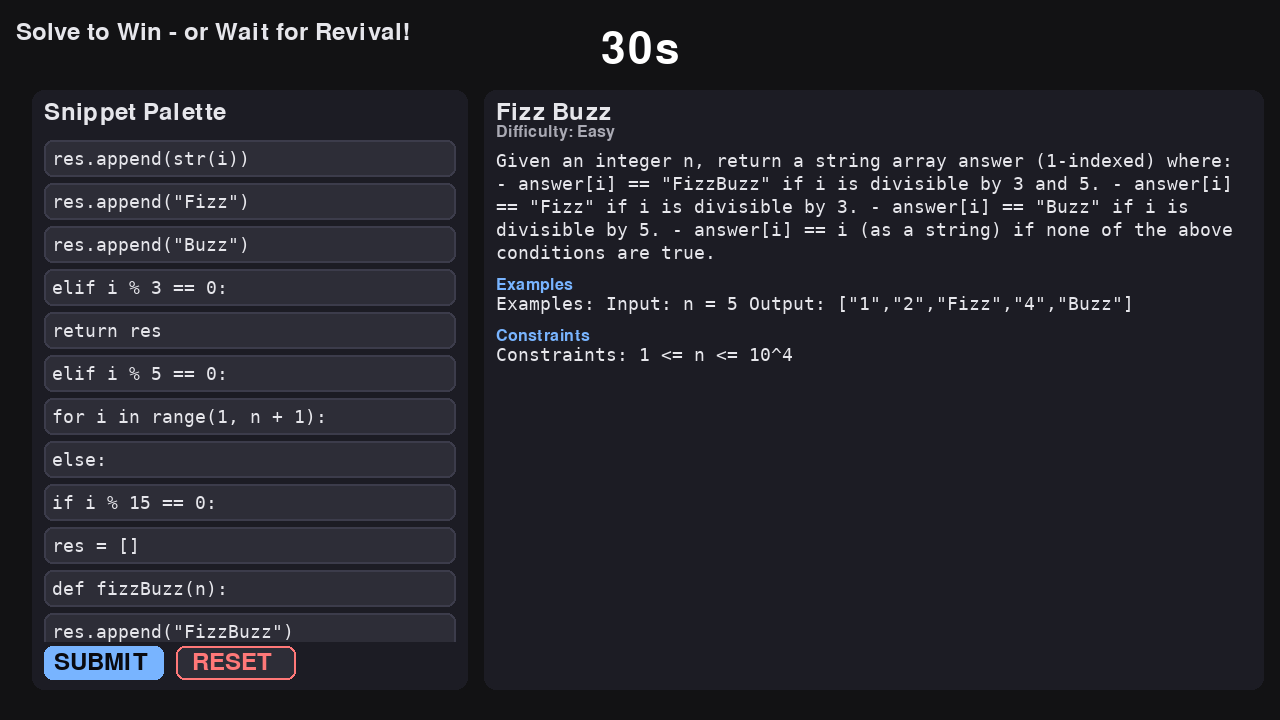 Solve to Win - or Wait for Revival!
30s
Snippet Palette
res.append(str(i))
res.append("Fizz")
res.append("Buzz")
elif i % 3 == 0:
return res
elif i % 5 == 0:
for i in range(1, n + 1):
else:
if i % 15 == 0:
res = []
def fizzBuzz(n):
res.append("FizzBuzz")
SUBMIT
RESET
Fizz Buzz
Difficulty: Easy
Given an integer n, return a string array answer (1-indexed) where:
- answer[i] == "FizzBuzz" if i is divisible by 3 and 5. - answer[i]
== "Fizz" if i is divisible by 3. - answer[i] == "Buzz" if i is
divisible by 5. - answer[i] == i (as a string) if none of the above
conditions are true.
Examples
Examples: Input: n = 5 Output: ["1","2","Fizz","4","Buzz"]
Constraints
Constraints: 1 <= n <= 10^4